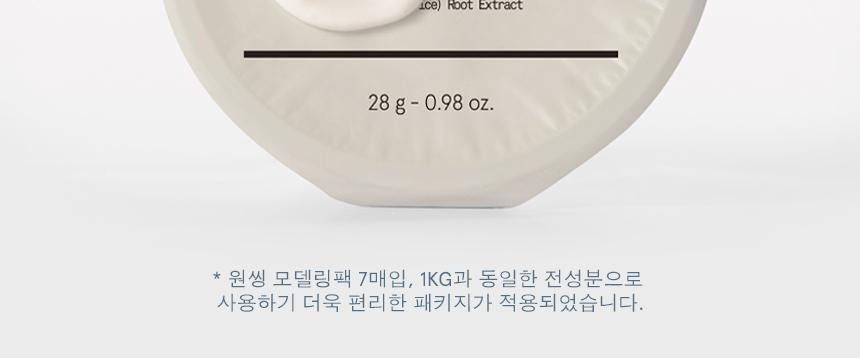 Root Extract
28 g - 0.98 oz.
* 원씽 모델링팩 7매입, 1KG과 동일한 전성분으로
사용하기 더욱 편리한 패키지가 적용되었습니다.